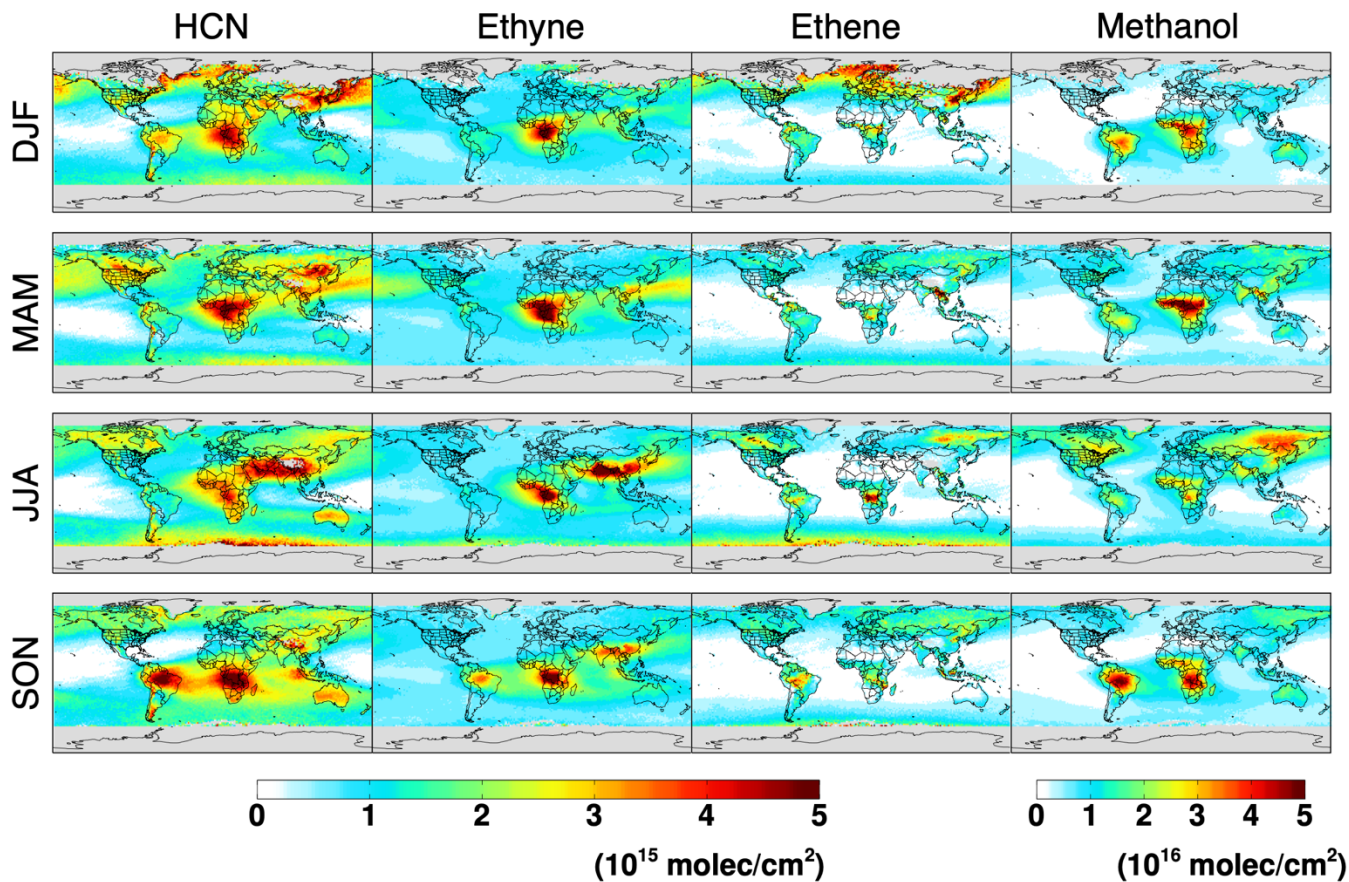 HCN Ethyne Ethene Methanol
DJF
MAM
JJA
SON
0 1 2 3 4 5 0 1 2 3 4 5
(10¹⁵ molec/cm²) (10¹⁶ molec/cm²)